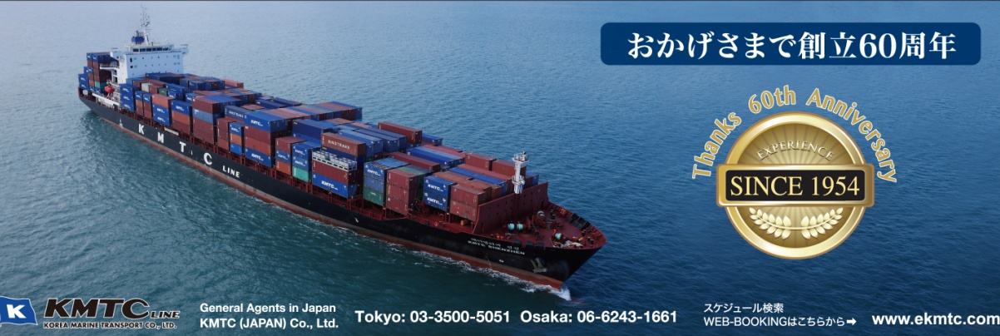 おかげさまで創立60周年
Thanks 60th Anniversary
EXPERIENCE
SINCE 1954
KMTC
LINE
KMTC SHENZHEN
K
KMTC LINE
KOREA MARINE TRANSPORT CO., LTD.
General Agents in Japan
KMTC (JAPAN) Co., Ltd.
Tokyo: 03-3500-5051 Osaka: 06-6243-1661
スケジュール検索
WEB-BOOKINGはこちらから➡
www.ekmtc.com